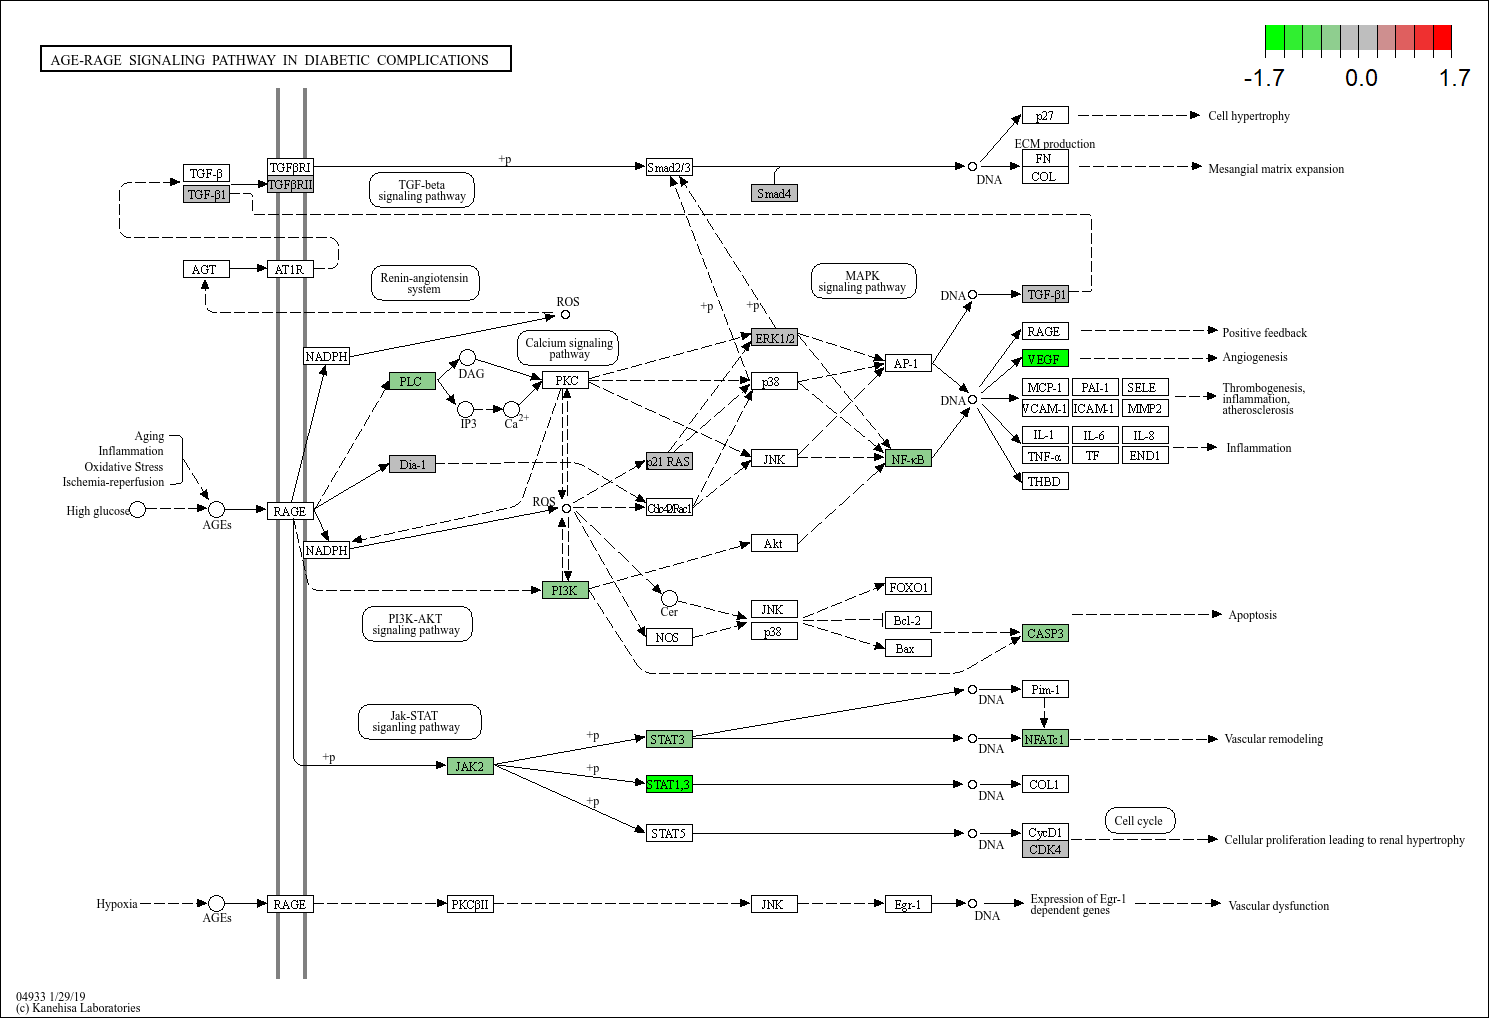 AGE-RAGE SIGNALING PATHWAY IN DIABETIC COMPLICATIONS
-1.7 0.0 1.7
p27
Cell hypertrophy
ECM production
TGF-β
TGFβRI
+p
Smad2/3
DNA
FN
COL
Mesangial matrix expansion
TGF-β1
TGFβRII
TGF-beta
signaling pathway
Smad4
AGT
AT1R
Renin-angiotensin
system
MAPK
signaling pathway
ROS
+p
+p
DNA
TGF-β1
NADPH
Calcium signaling
pathway
ERK1/2
RAGE
Positive feedback
PLC
DAG
PKC
p38
AP-1
VEGF
Angiogenesis
IP3
Ca2+
DNA
MCP-1 PAI-1 SELE
VCAM-1 ICAM-1 MMP2
Thrombogenesis,
inflammation,
atherosclerosis
Aging
Inflammation
Oxidative Stress
Ischemia-reperfusion
Dia-1
p21 RAS
JNK
NF-κB
IL-1 IL-6 IL-8
TNF-α TF END1
Inflammation
THBD
High glucose
AGEs
RAGE
ROS
Cdc42/Rac1
NADPH
Akt
PI3K
Cer
FOXO1
PI3K-AKT
signaling pathway
NOS
JNK
p38
Bcl-2
Bax
CASP3
Apoptosis
Jak-STAT
siganling pathway
DNA
Pim-1
+p
JAK2
+p
STAT3
DNA
NFATc1
Vascular remodeling
+p
STAT1,3
DNA
COL1
+p
STAT5
DNA
CycD1
CDK4
Cell cycle
Cellular proliferation leading to renal hypertrophy
Hypoxia
AGEs
RAGE
PKCβII
JNK
Egr-1
DNA
Expression of Egr-1
dependent genes
Vascular dysfunction
04933 1/29/19
(c) Kanehisa Laboratories